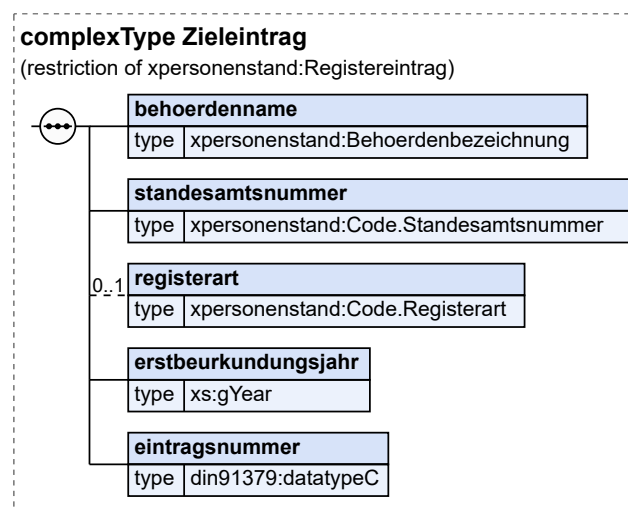 complexType Zieleintrag
(restriction of xpersonenstand:Registereintrag)
behoerdenname
type xpersonenstand:Behoerdenbezeichnung
standesamtsnummer
type xpersonenstand:Code.Standesamtsnummer
0..1
registerart
type xpersonenstand:Code.Registerart
erstbeurkundungsjahr
type xs:gYear
eintragsnummer
type din91379:datatypeC